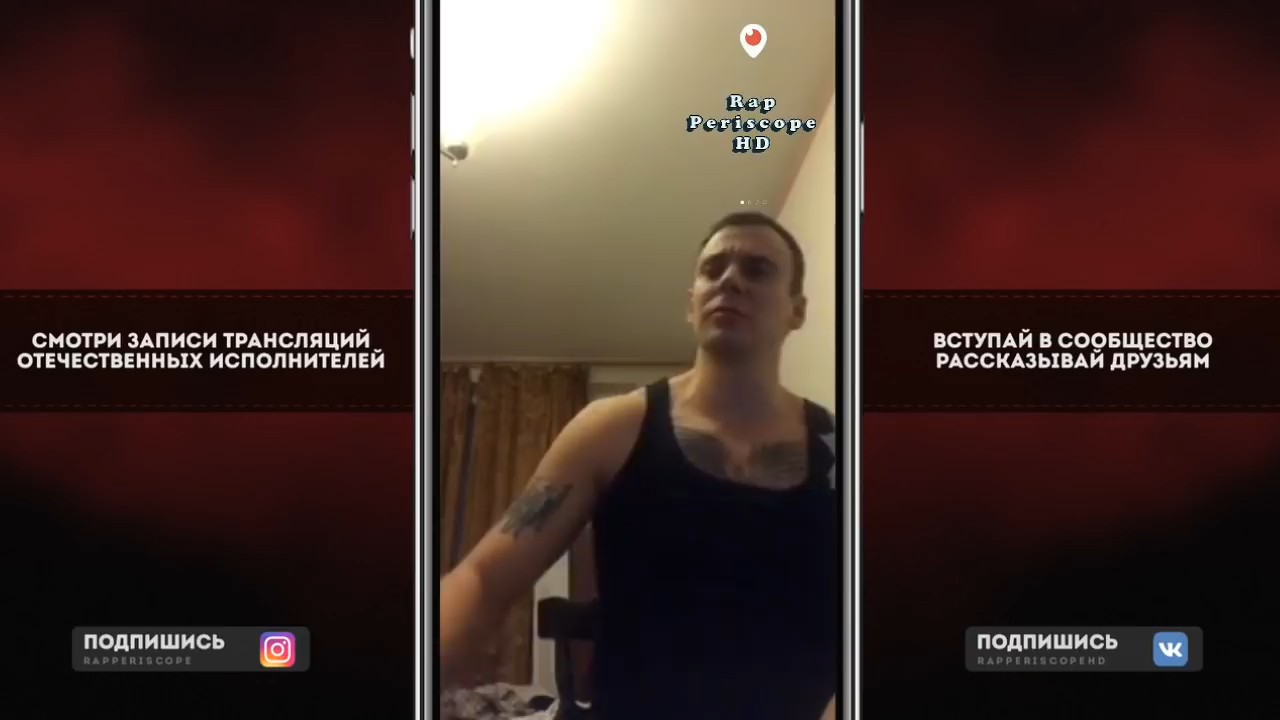 Rap
Periscope
HD
СМОТРИ ЗАПИСИ ТРАНСЛЯЦИЙ
ОТЕЧЕСТВЕННЫХ ИСПОЛНИТЕЛЕЙ
ВСТУПАЙ В СООБЩЕСТВО
РАССКАЗЫВАЙ ДРУЗЬЯМ
ПОДПИШИСЬ
RAPPERISCOPE
ПОДПИШИСЬ
RAPPERISCOPEHD